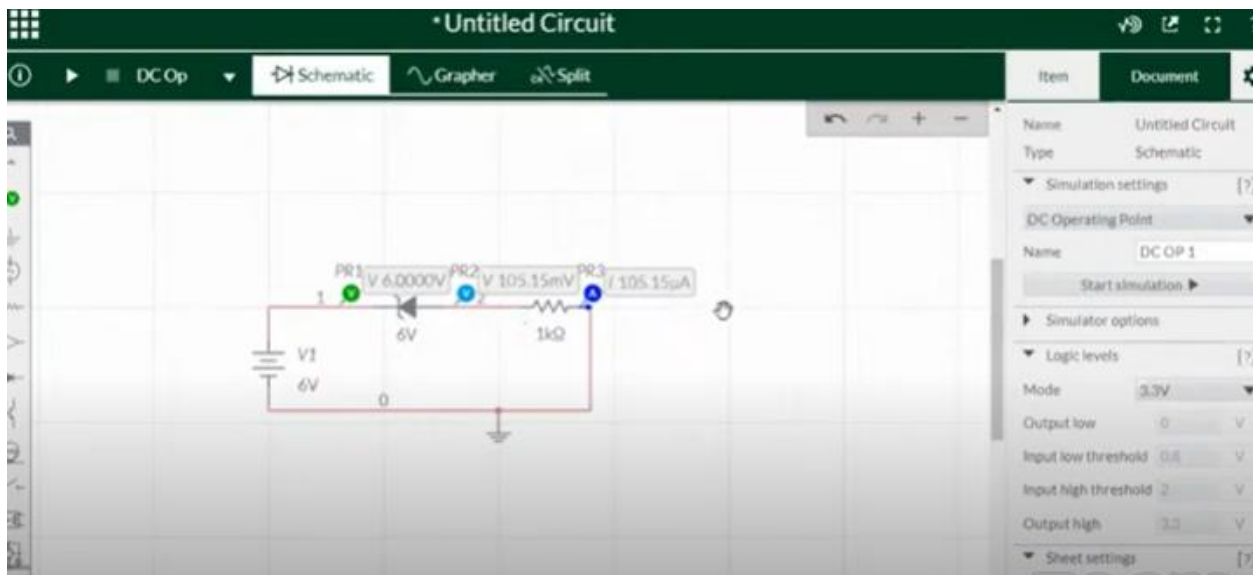 *Untitled Circuit
DC Op
Schematic
Grapher
Split
Item
Document
Name Untitled Circuit
Type Schematic
Simulation settings [?]
DC Operating Point
Name DC OP 1
Start simulation
Simulator options
Logic levels [?]
Mode 3.3V
Output low 0 V
Input low threshold 0.8 V
Input high threshold 2 V
Output high 3.3 V
Sheet settings [?]
PR1 V 6.0000V PR2 V 105.15mV PR3 I 105.15µA
1 V V 2 A
6V 1kΩ
V1
6V
0